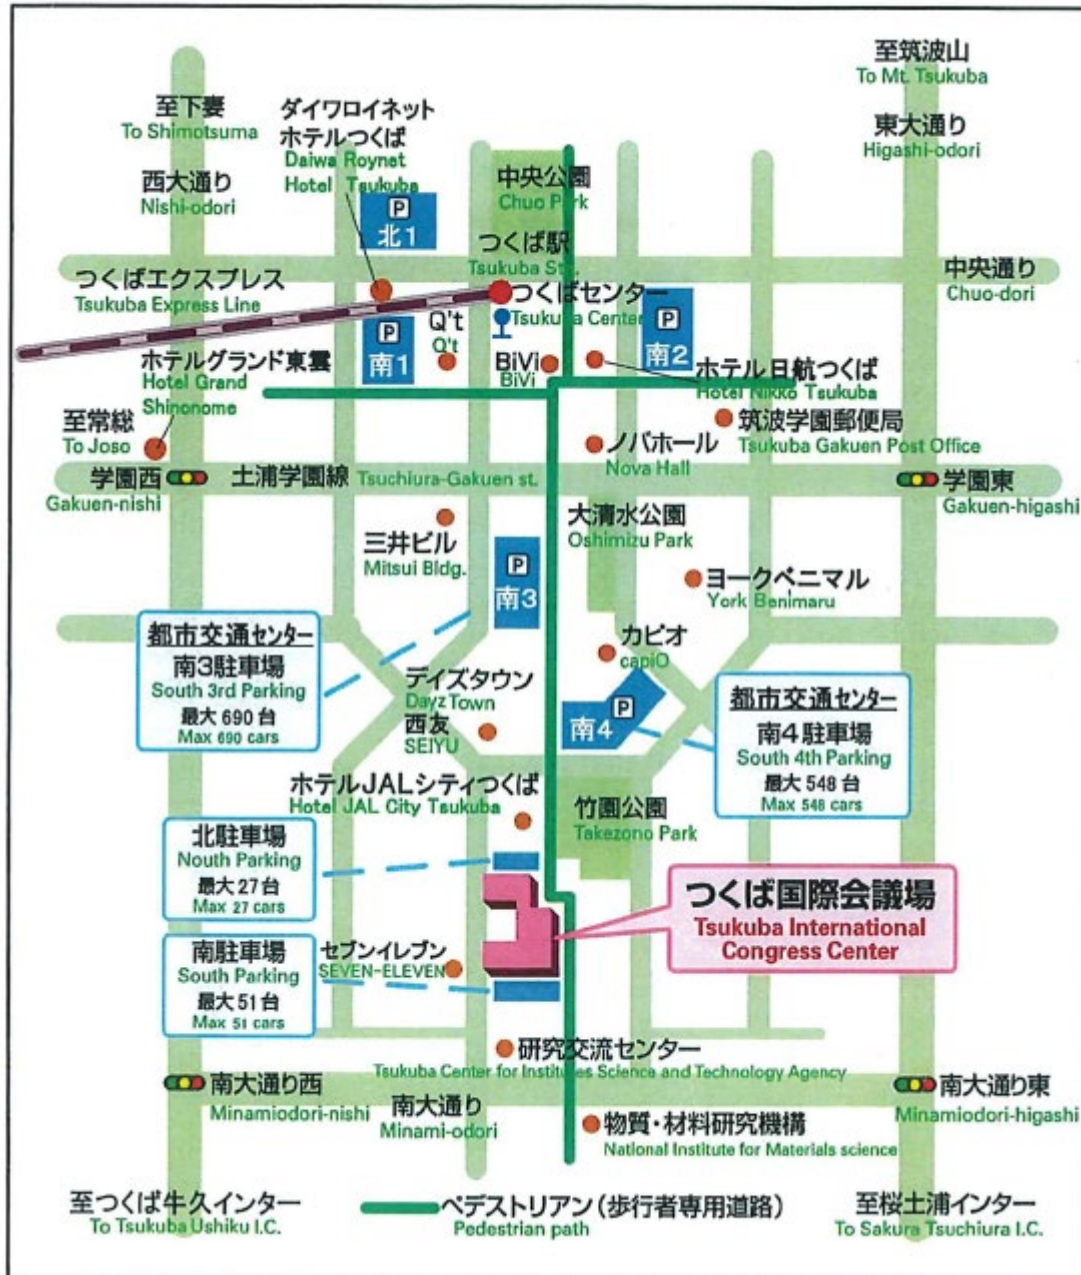 至筑波山
To Mt. Tsukuba
至下妻
To Shimotsuma
ダイワロイネット
ホテルつくば
Daiwa Roynet
Hotel Tsukuba
東大通り
Higashi-odori
西大通り
Nishi-odori
中央公園
Chuo Park
P
北1
つくば駅
Tsukuba St.
つくばエクスプレス
Tsukuba Express Line
中央通り
Chuo-dori
つくばセンター
Tsukuba Center
P
南1
Q't
Q't
BiVi
BiVi
P
南2
ホテルグランド東雲
Hotel Grand
Shinonome
ホテル日航つくば
Hotel Nikko Tsukuba
至常総
To Joso
筑波学園郵便局
Tsukuba Gakuen Post Office
ノバホール
Nova Hall
学園西
Gakuen-nishi
土浦学園線 Tsuchiura-Gakuen st.
学園東
Gakuen-higashi
大清水公園
Oshimizu Park
三井ビル
Mitsui Bldg.
P
南3
ヨークベニマル
York Benimaru
都市交通センター
南3駐車場
South 3rd Parking
最大 690 台
Max 690 cars
カピオ
capiO
デイズタウン
Dayz Town
西友
SEIYU
P
南4
都市交通センター
南4駐車場
South 4th Parking
最大 548 台
Max 548 cars
ホテルJALシティつくば
Hotel JAL City Tsukuba
竹園公園
Takezono Park
北駐車場
Nouth Parking
最大 27 台
Max 27 cars
つくば国際会議場
Tsukuba International
Congress Center
南駐車場
South Parking
最大 51 台
Max 51 cars
セブンイレブン
SEVEN-ELEVEN
研究交流センター
Tsukuba Center for Institutes Science and Technology Agency
南大通り西
Minamiodori-nishi
南大通り
Minami-odori
南大通り東
Minamiodori-higashi
物質・材料研究機構
National Institute for Materials science
至つくば牛久インター
To Tsukuba Ushiku I.C.
ペデストリアン(歩行者専用道路)
Pedestrian path
至桜土浦インター
To Sakura Tsuchiura I.C.